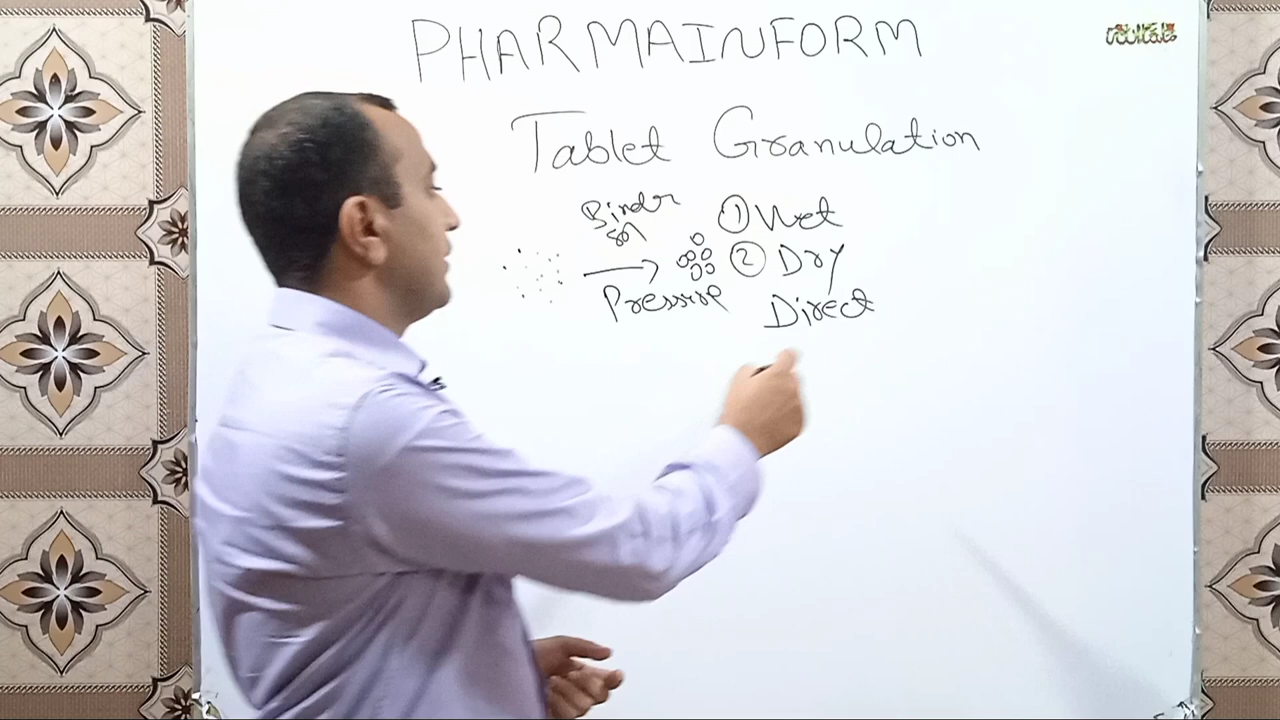 PHARMAINFORM
Tablet Granulation
Binder
sol
Pressure
① Wet
② Dry
Direct